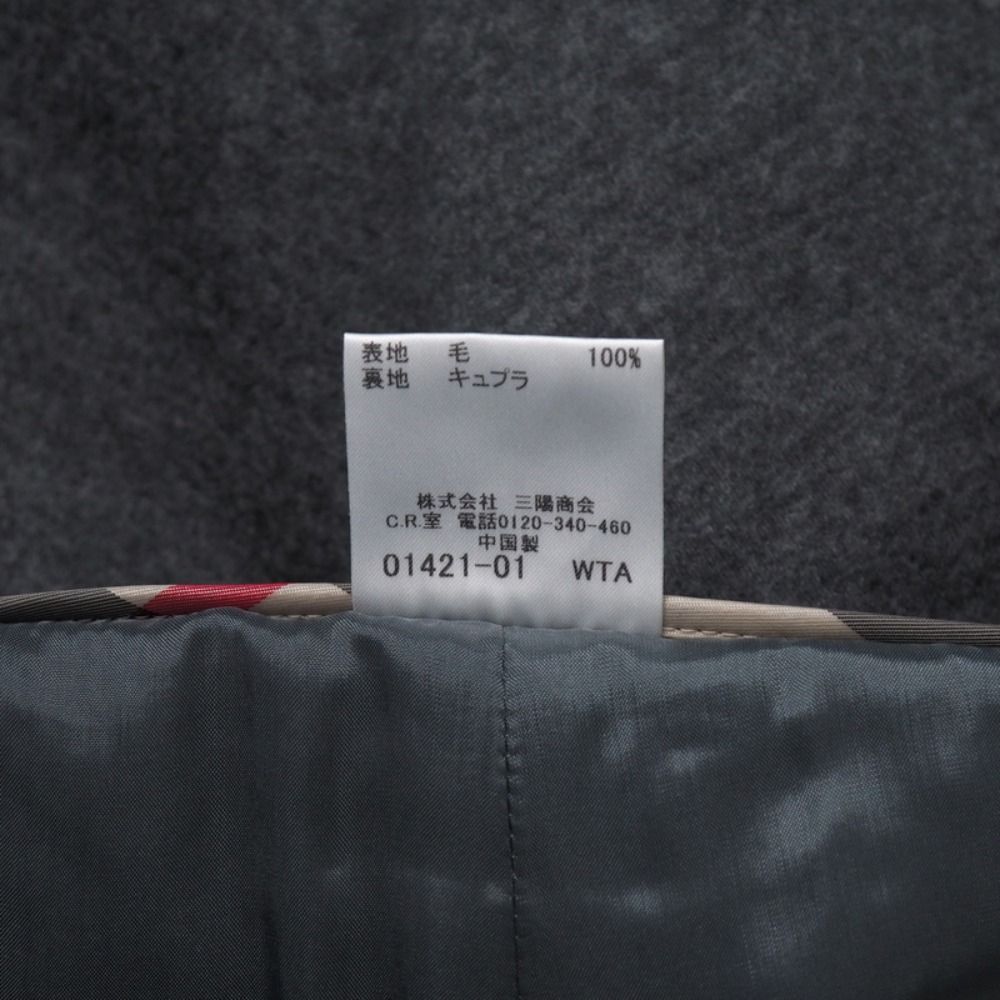 表地 毛 100%
裏地 キュプラ
株式会社 三陽商会
C.R.室 電話0120-340-460
中国製
01421-01 WTA